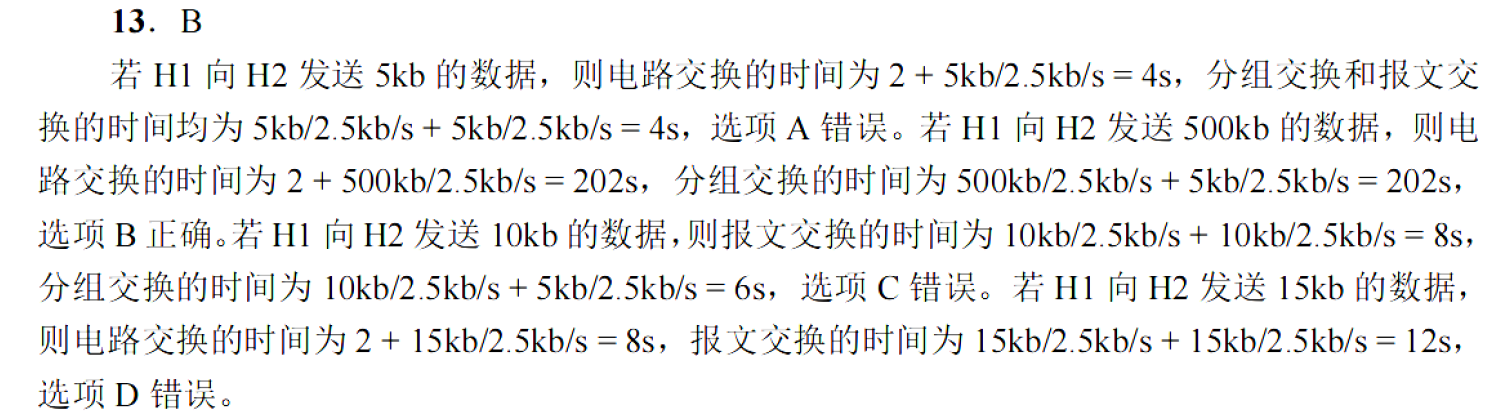 13. B
若 H1 向 H2 发送 5kb 的数据，则电路交换的时间为 2 + 5kb/2.5kb/s = 4s，分组交换和报文交
换的时间均为 5kb/2.5kb/s + 5kb/2.5kb/s = 4s，选项 A 错误。若 H1 向 H2 发送 500kb 的数据，则电
路交换的时间为 2 + 500kb/2.5kb/s = 202s，分组交换的时间为 500kb/2.5kb/s + 5kb/2.5kb/s = 202s，
选项 B 正确。若 H1 向 H2 发送 10kb 的数据，则报文交换的时间为 10kb/2.5kb/s + 10kb/2.5kb/s = 8s，
分组交换的时间为 10kb/2.5kb/s + 5kb/2.5kb/s = 6s，选项 C 错误。若 H1 向 H2 发送 15kb 的数据，
则电路交换的时间为 2 + 15kb/2.5kb/s = 8s，报文交换的时间为 15kb/2.5kb/s + 15kb/2.5kb/s = 12s，
选项 D 错误。